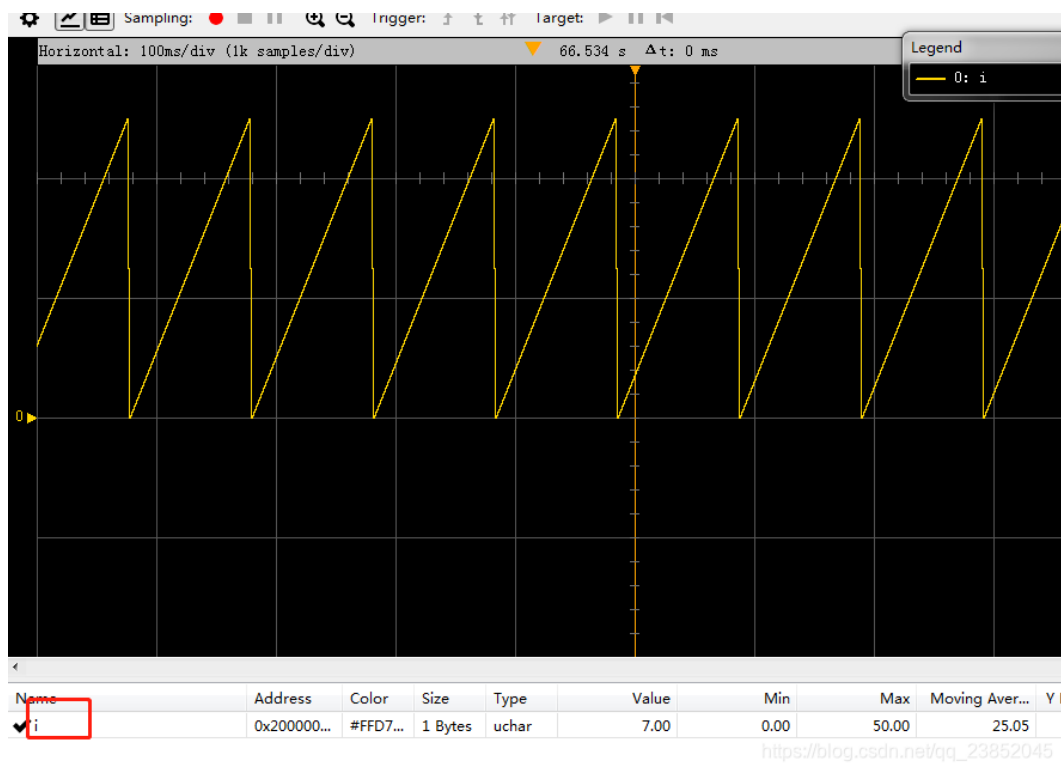 Sampling: Trigger: Target:
Horizontal: 100ms/div (1k samples/div) 66.534 s Δt: 0 ms
Legend
0: i
0
Name Address Color Size Type Value Min Max Moving Aver... Y
i 0x200000... #FFD7... 1 Bytes uchar 7.00 0.00 50.00 25.05
https://blog.csdn.net/qq_23852045